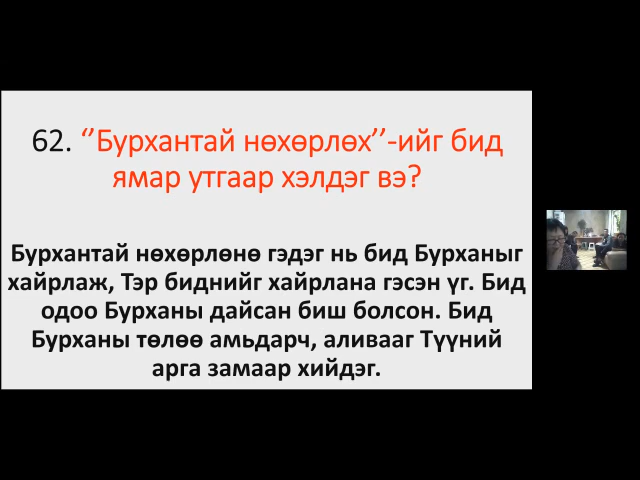 62. ‘’Бурхантай нөхөрлөх’’-ийг бид
ямар утгаар хэлдэг вэ?
Бурхантай нөхөрлөнө гэдэг нь бид Бурханыг
хайрлаж, Тэр биднийг хайрлана гэсэн үг. Бид
одоо Бурханы дайсан биш болсон. Бид
Бурханы төлөө амьдарч, аливааг Түүний
арга замаар хийдэг.